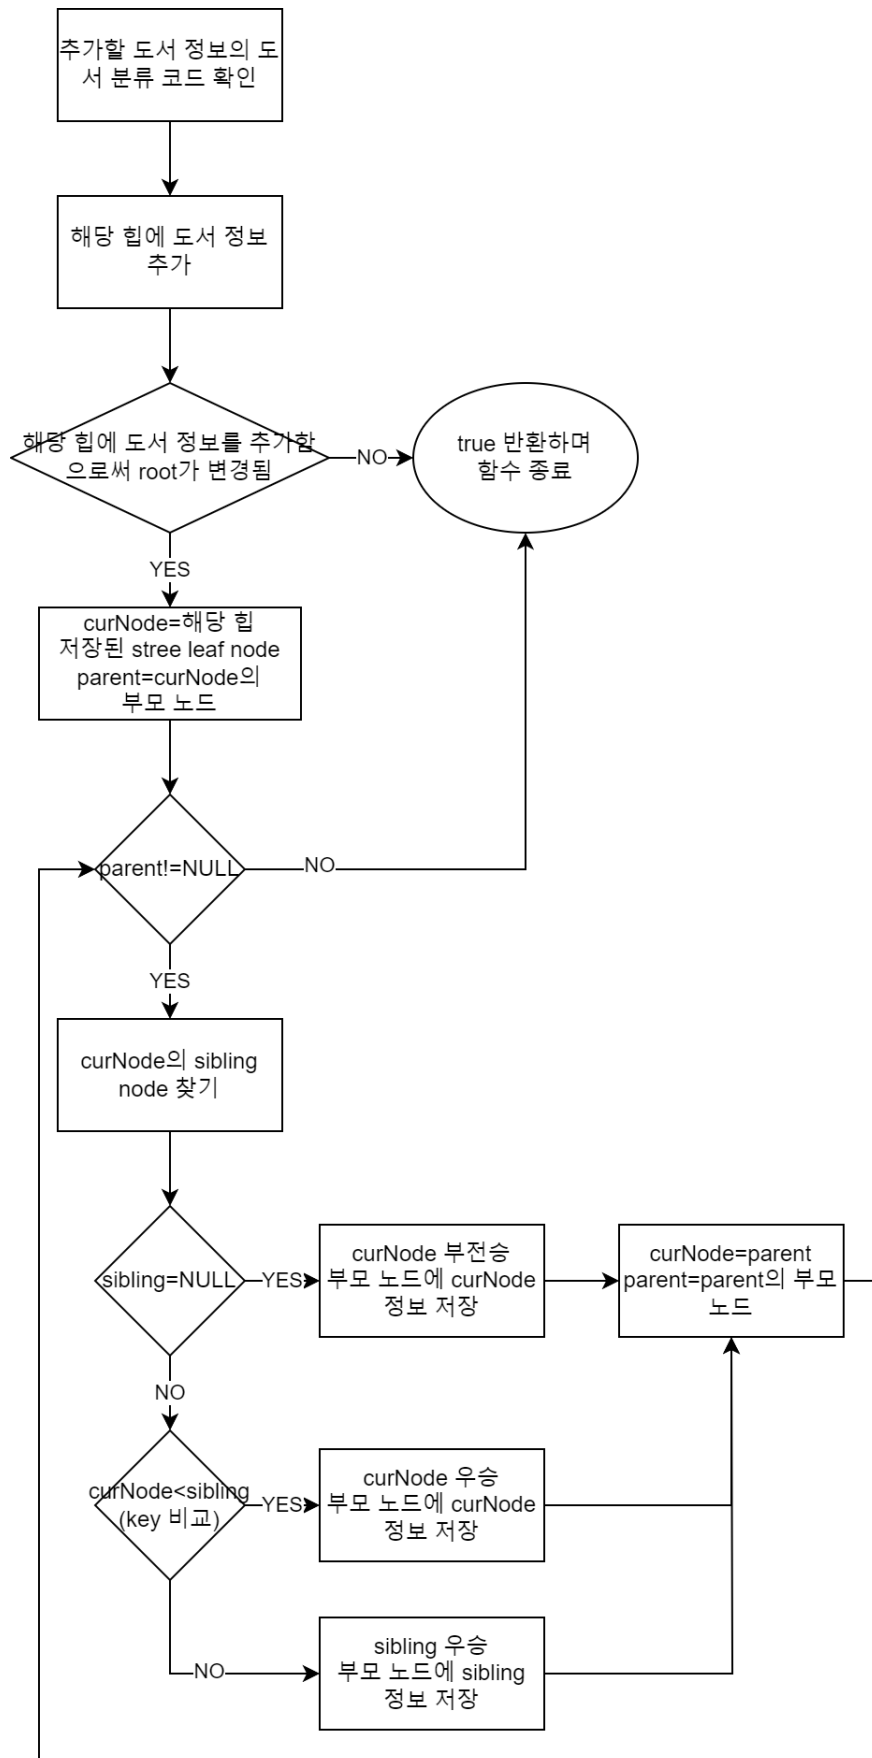 추가할 도서 정보의 도
서 분류 코드 확인
해당 힙에 도서 정보
추가
해당 힙에 도서 정보를 추가함
으로써 root가 변경됨
NO
true 반환하며
함수 종료
YES
curNode=해당 힙
저장된 stree leaf node
parent=curNode의
부모 노드
parent!=NULL
NO
YES
curNode의 sibling
node 찾기
sibling=NULL
YES
curNode 부전승
부모 노드에 curNode
정보 저장
curNode=parent
parent=parent의 부모
노드
NO
curNode<sibling
(key 비교)
YES
curNode 우승
부모 노드에 curNode
정보 저장
NO
sibling 우승
부모 노드에 sibling
정보 저장